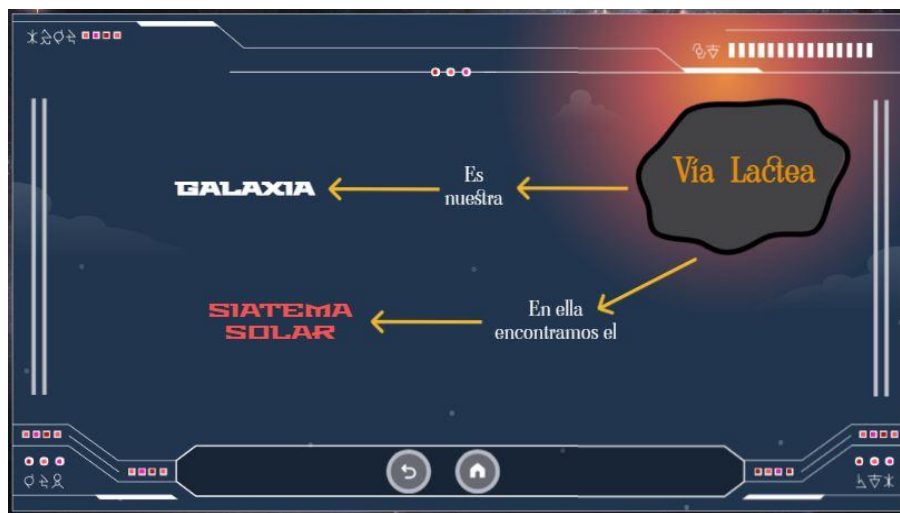 Vía Lactea
Es
nuestra
GALAXIA
En ella
encontramos el
SIATEMA
SOLAR